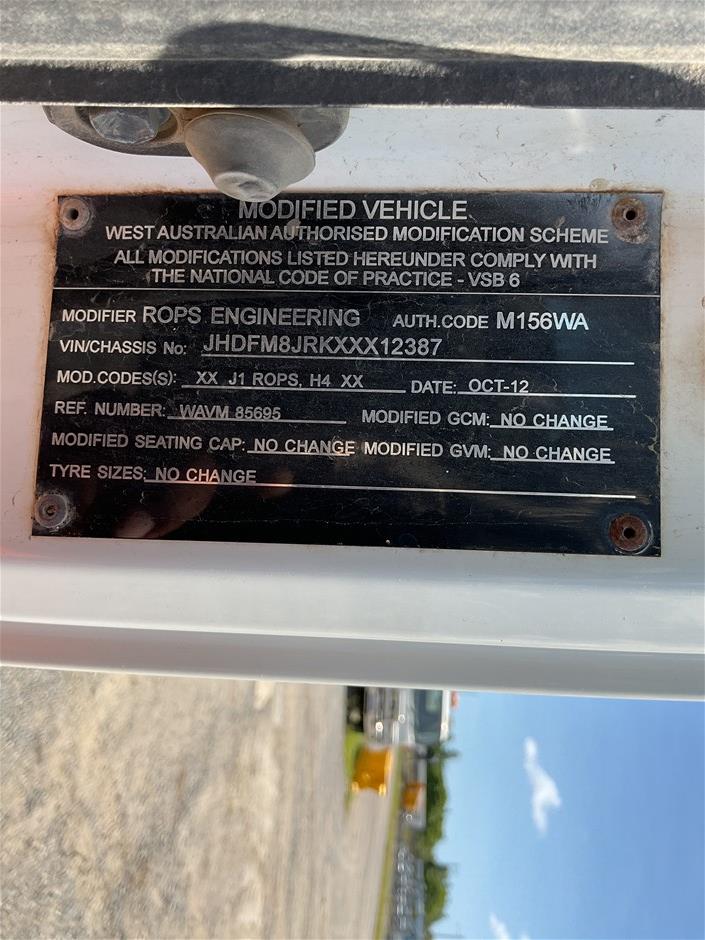 MODIFIED VEHICLE
WEST AUSTRALIAN AUTHORISED MODIFICATION SCHEME
ALL MODIFICATIONS LISTED HEREUNDER COMPLY WITH
THE NATIONAL CODE OF PRACTICE - VSB 6
MODIFIER ROPS ENGINEERING AUTH.CODE M156WA
VIN/CHASSIS No: JHDFM8JRKXXX12387
MOD.CODES(S): XX J1 ROPS, H4 XX DATE: OCT-12
REF. NUMBER: WAVM 85695 MODIFIED GCM: NO CHANGE
MODIFIED SEATING CAP: NO CHANGE MODIFIED GVM: NO CHANGE
TYRE SIZES: NO CHANGE